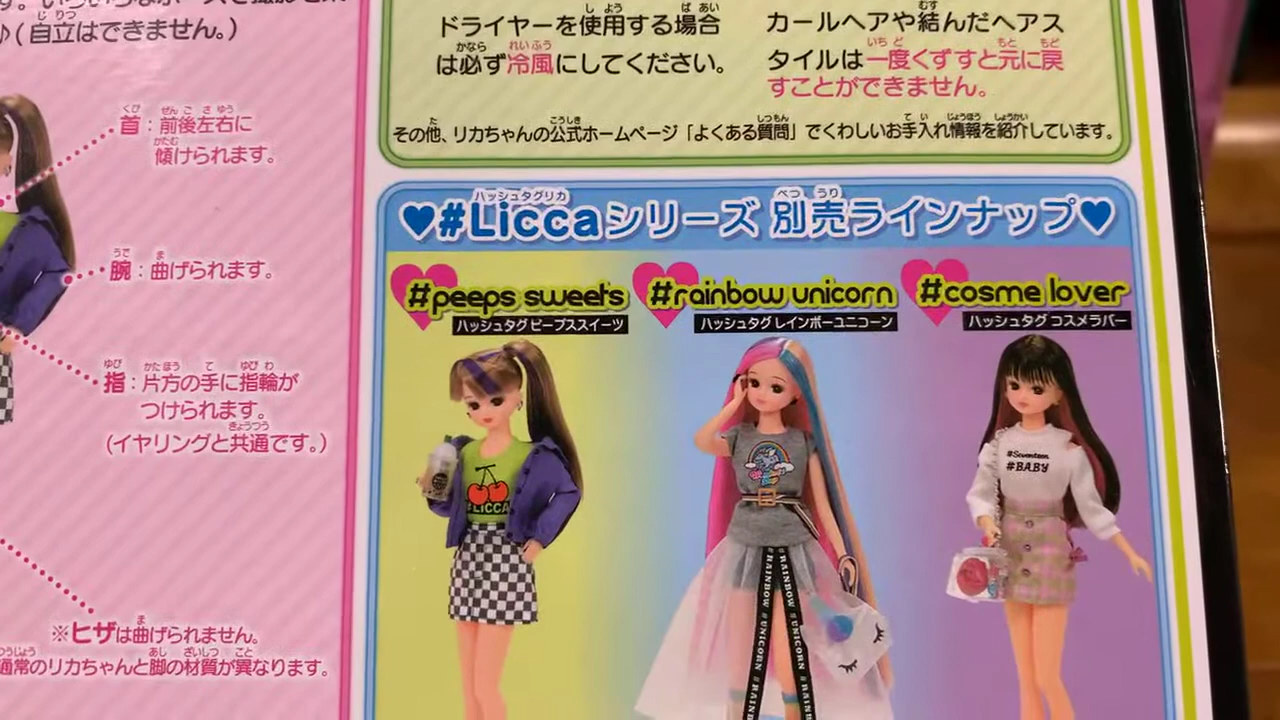 ♪(自立はできません。)
首：前後左右に
傾けられます。
腕：曲げられます。
指：片方の手に指輪が
つけられます。
(イヤリングと共通です。)
※ヒザは曲げられません。
通常のリカちゃんと脚の材質が異なります。
ドライヤーを使用する場合
は必ず冷風にしてください。
カールヘアや結んだヘアス
タイルは一度くずすと元に戻
すことができません。
その他、リカちゃんの公式ホームページ「よくある質問」でくわしいお手入れ情報を紹介しています。
♥#Liccaシリーズ 別売ラインナップ♥
#peeps sweets
ハッシュタグ ピープススイーツ
#rainbow unicorn
ハッシュタグ レインボーユニコーン
#cosme lover
ハッシュタグ コスメラバー
#LICCA
#RAINBOW #UNICORN
#RAINBOW #UNICORN
#Seventeen
#BABY